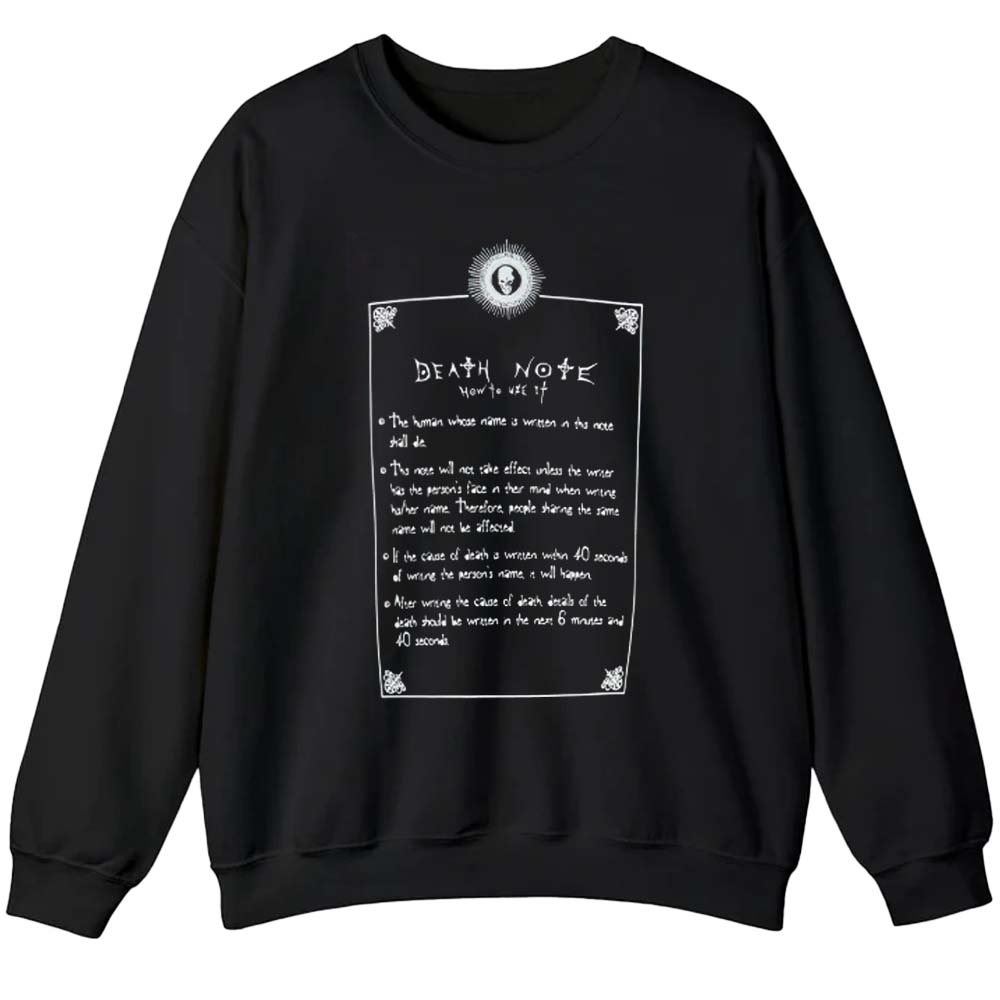 DEATH NOTE
HOW TO USE IT
The human whose name is written in this note
shall die.
This note will not take effect unless the writer
has the person's face in their mind when writing
his/her name. Therefore, people sharing the same
name will not be affected.
If the cause of death is written within 40 seconds
of writing the person's name, it will happen.
After writing the cause of death, details of the
death should be written in the next 6 minutes and
40 seconds.